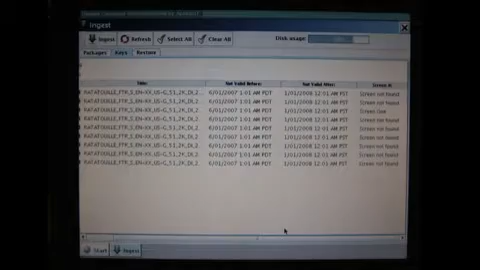 Ingest
Ingest Refresh Select All Clear All Disk usage:
Packages Keys Restore
Title: Not Valid Before: Not Valid After: Screen #:
RATATOUILLE_FTR_S_EN-XX_US-G_51_2K_DI_2... 6/01/2007 1:01 AM PDT 1/01/2008 12:01 AM PST Screen not found
RATATOUILLE_FTR_S_EN-XX_US-G_51_2K_DI_2... 6/01/2007 1:01 AM PDT 1/01/2008 12:01 AM PST Screen not found
RATATOUILLE_FTR_S_EN-XX_US-G_51_2K_DI_2... 6/01/2007 1:01 AM PDT 1/01/2008 12:01 AM PST Screen One
RATATOUILLE_FTR_S_EN-XX_US-G_51_2K_DI_2... 6/01/2007 1:01 AM PDT 1/01/2008 12:01 AM PST Screen not found
RATATOUILLE_FTR_S_EN-XX_US-G_51_2K_DI_2... 6/01/2007 1:01 AM PDT 1/01/2008 12:01 AM PST Screen not found
RATATOUILLE_FTR_S_EN-XX_US-G_51_2K_DI_2... 6/01/2007 1:01 AM PDT 1/01/2008 12:01 AM PST Screen not found
RATATOUILLE_FTR_S_EN-XX_US-G_51_2K_DI_2... 6/01/2007 1:01 AM PDT 1/01/2008 12:01 AM PST Screen not found
RATATOUILLE_FTR_S_EN-XX_US-G_51_2K_DI_2... 6/01/2007 1:01 AM PDT 1/01/2008 12:01 AM PST Screen not found
Start Ingest